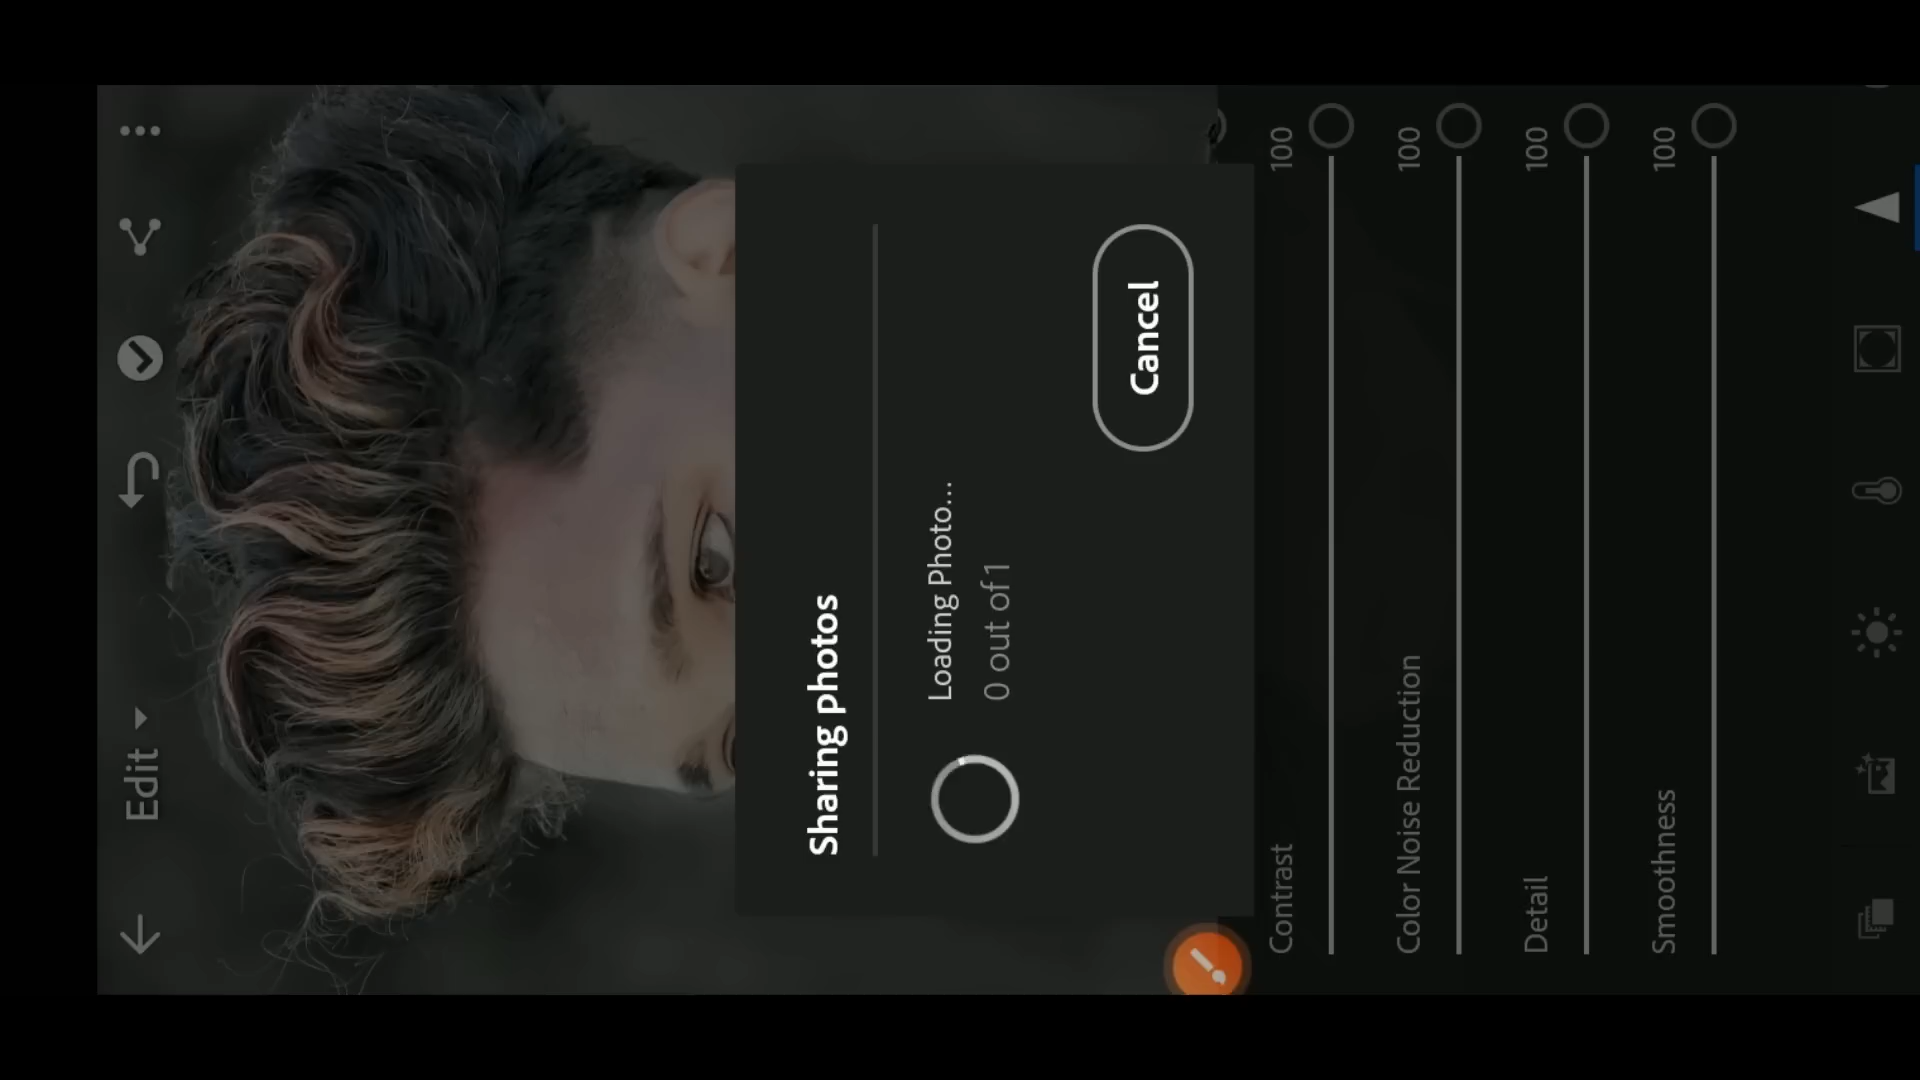 Edit
Sharing photos
Loading Photo...
0 out of 1
Cancel
Contrast 100
Color Noise Reduction 100
Detail 100
Smoothness 100